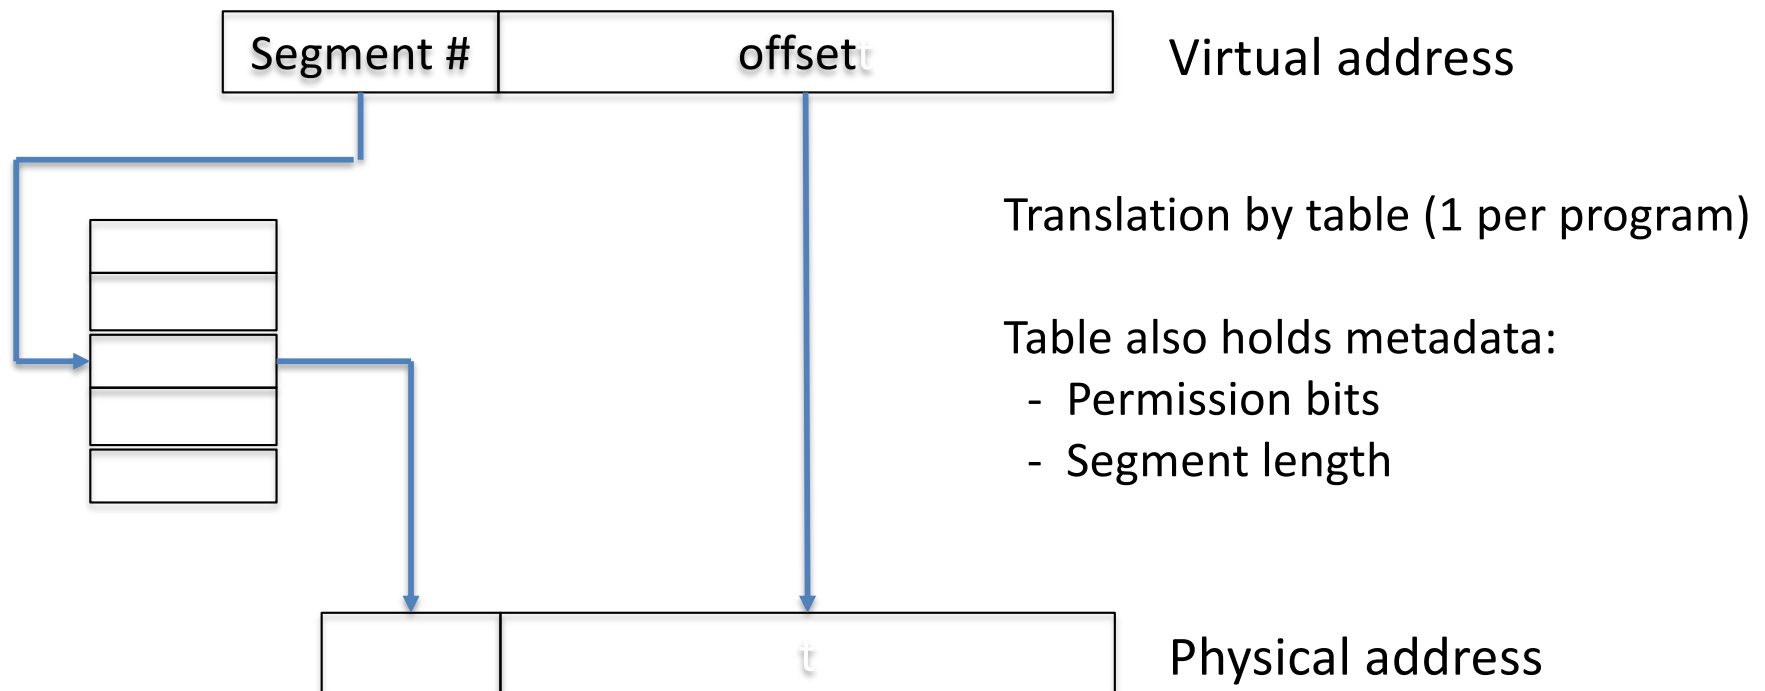 Segment # offsett Virtual address
Translation by table (1 per program)
Table also holds metadata:
- Permission bits
- Segment length
t Physical address